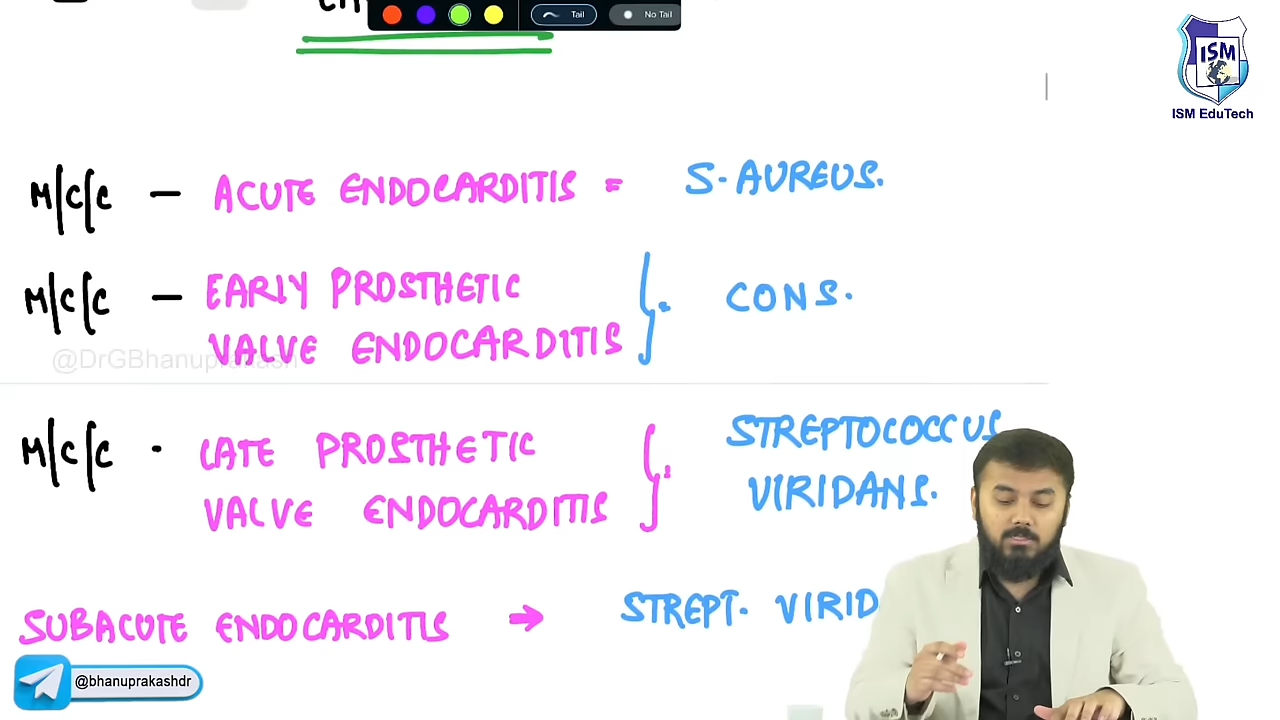 Tail
No Tail
ISM
ISM EduTech
M/C/C — ACUTE ENDOCARDITIS = S. AUREUS.
M/C/C — EARLY PROSTHETIC
VALVE ENDOCARDITIS
CONS.
@DrGBhanuprakash
M/C/C - LATE PROSTHETIC
VALVE ENDOCARDITIS
STREPTOCOCCUS
VIRIDANS.
SUBACUTE ENDOCARDITIS → STREPT. VIRID
@bhanuprakashdr